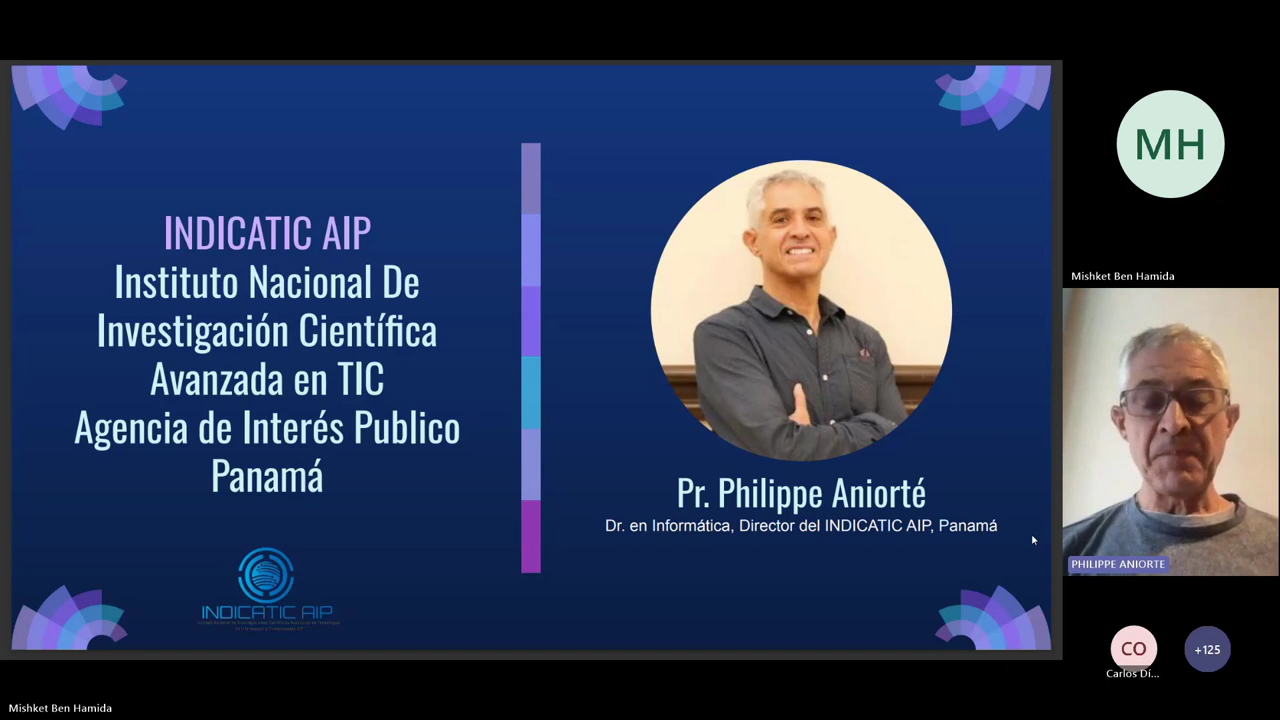 INDICATIC AIP
Instituto Nacional De
Investigación Científica
Avanzada en TIC
Agencia de Interés Publico
Panamá
INDICATIC AIP
Pr. Philippe Aniorté
Dr. en Informática, Director del INDICATIC AIP, Panamá
MH
Mishket Ben Hamida
PHILIPPE ANIORTE
CO
Carlos Dí...
+125
Mishket Ben Hamida